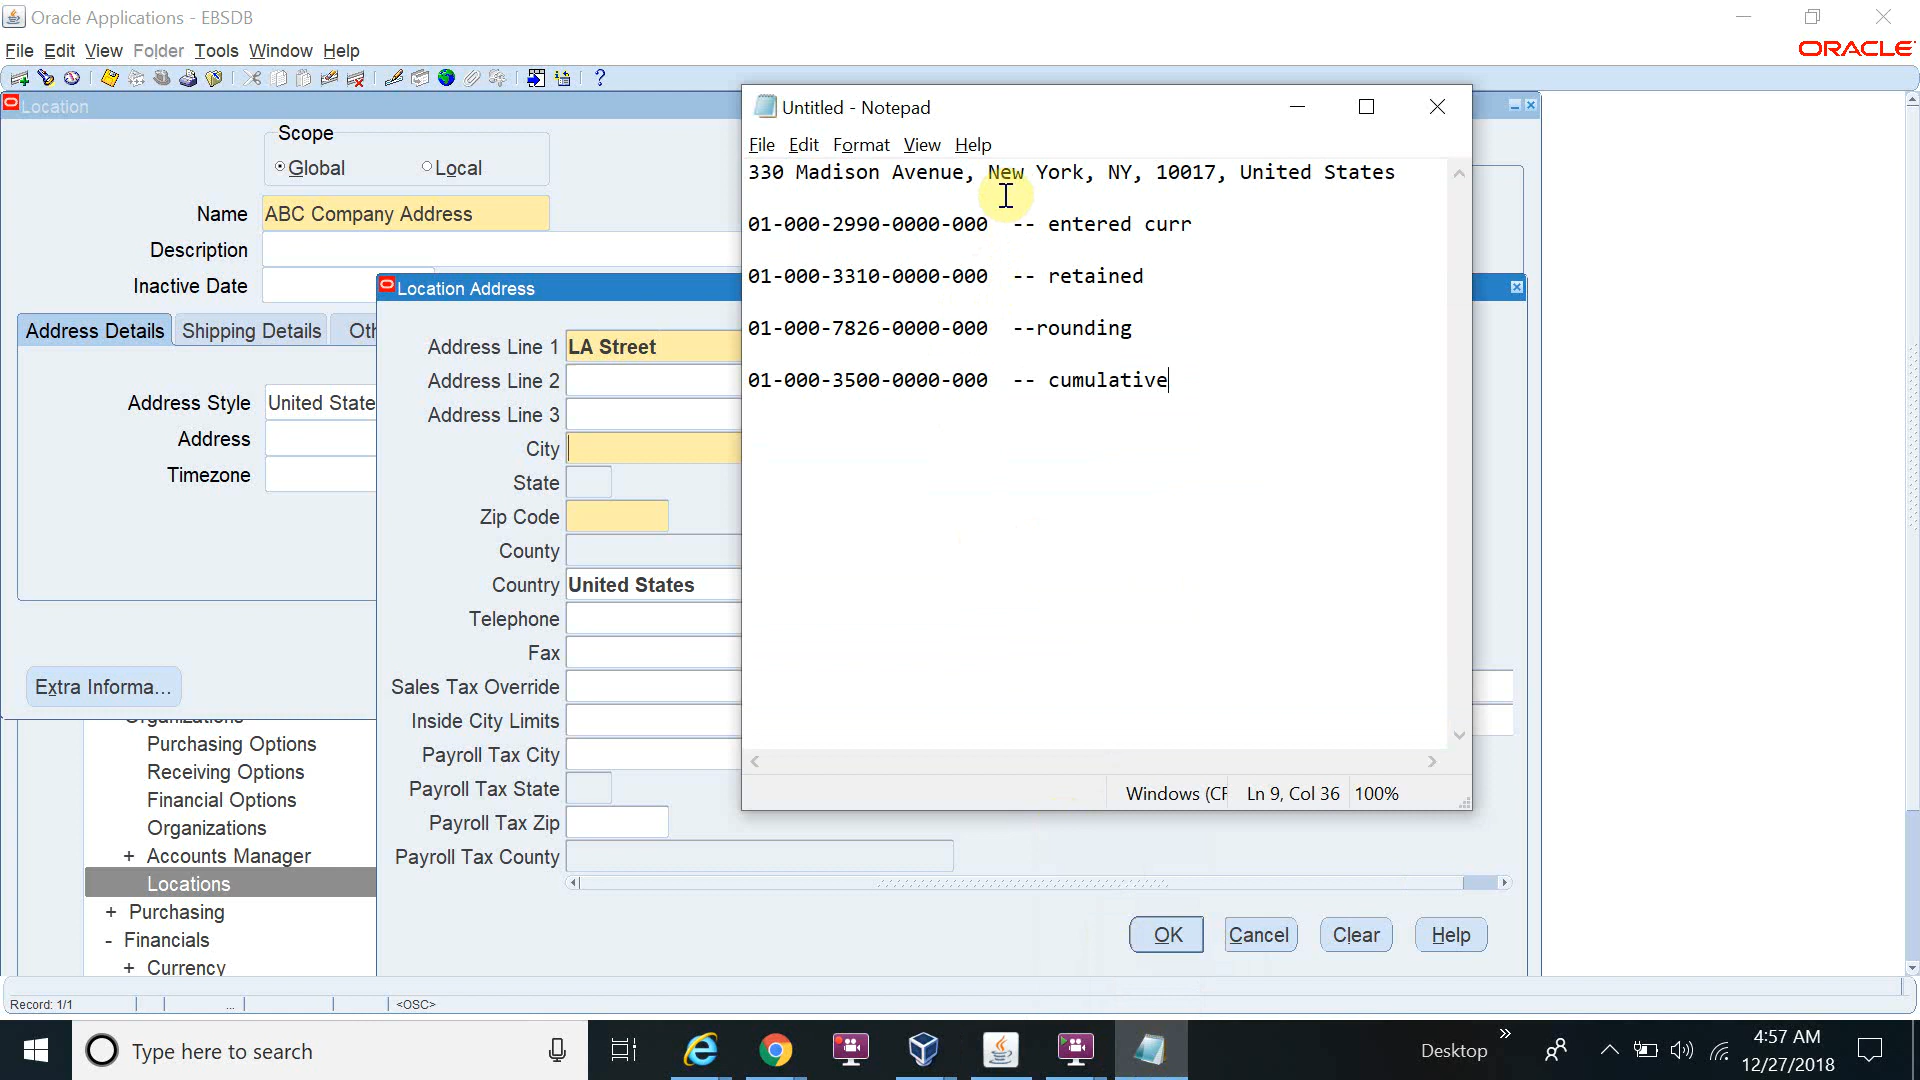 Oracle Applications - EBSDB
File Edit View Folder Tools Window Help
ORACLE
Location
Scope
Global
Local
Name ABC Company Address
Description
Inactive Date
Address Details Shipping Details Oth
Address Style United State
Address
Timezone
Extra Informa...
Organizations
Purchasing Options
Receiving Options
Financial Options
Organizations
+ Accounts Manager
Locations
+ Purchasing
- Financials
+ Currency
Location Address
Address Line 1 LA Street
Address Line 2
Address Line 3
City
State
Zip Code
County
Country United States
Telephone
Fax
Sales Tax Override
Inside City Limits
Payroll Tax City
Payroll Tax State
Payroll Tax Zip
Payroll Tax County
OK Cancel Clear Help
Untitled - Notepad
File Edit Format View Help
330 Madison Avenue, New York, NY, 10017, United States
01-000-2990-0000-000 -- entered curr
01-000-3310-0000-000 -- retained
01-000-7826-0000-000 --rounding
01-000-3500-0000-000 -- cumulative
Windows (CF Ln 9, Col 36 100%
Record: 1/1 ... <OSC>
Type here to search
Desktop
4:57 AM
12/27/2018